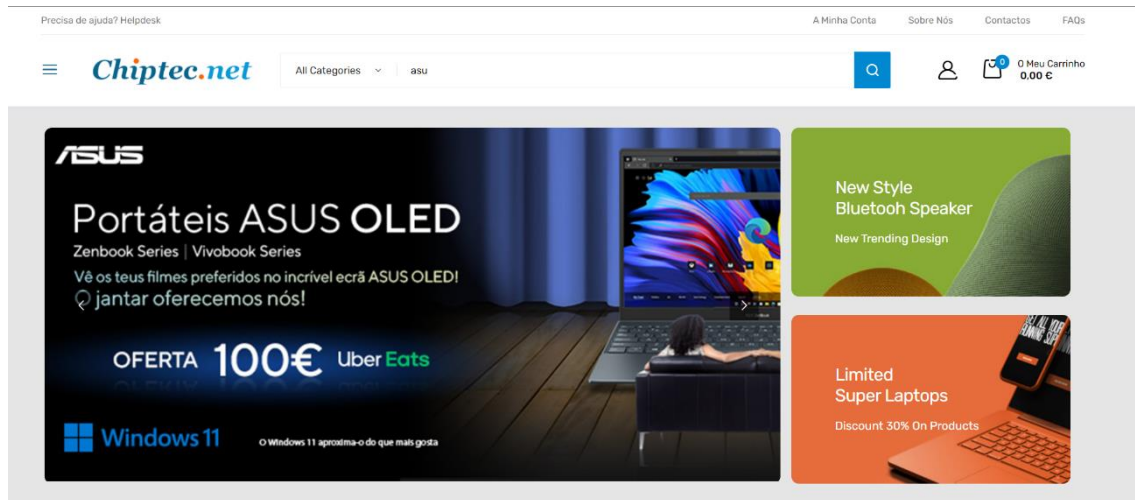 Precisa de ajuda? Helpdesk
A Minha Conta
Sobre Nós
Contactos
FAQs
Chiptec.net
All Categories
asu
0
O Meu Carrinho
0.00 €
ASUS
Portáteis ASUS OLED
Zenbook Series | Vivobook Series
Vê os teus filmes preferidos no incrível ecrã ASUS OLED!
O jantar oferecemos nós!
OFERTA 100€ Uber Eats
Windows 11
O Windows 11 aproxima-o do que mais gosta
New Style
Bluetooh Speaker
New Trending Design
Limited
Super Laptops
Discount 30% On Products